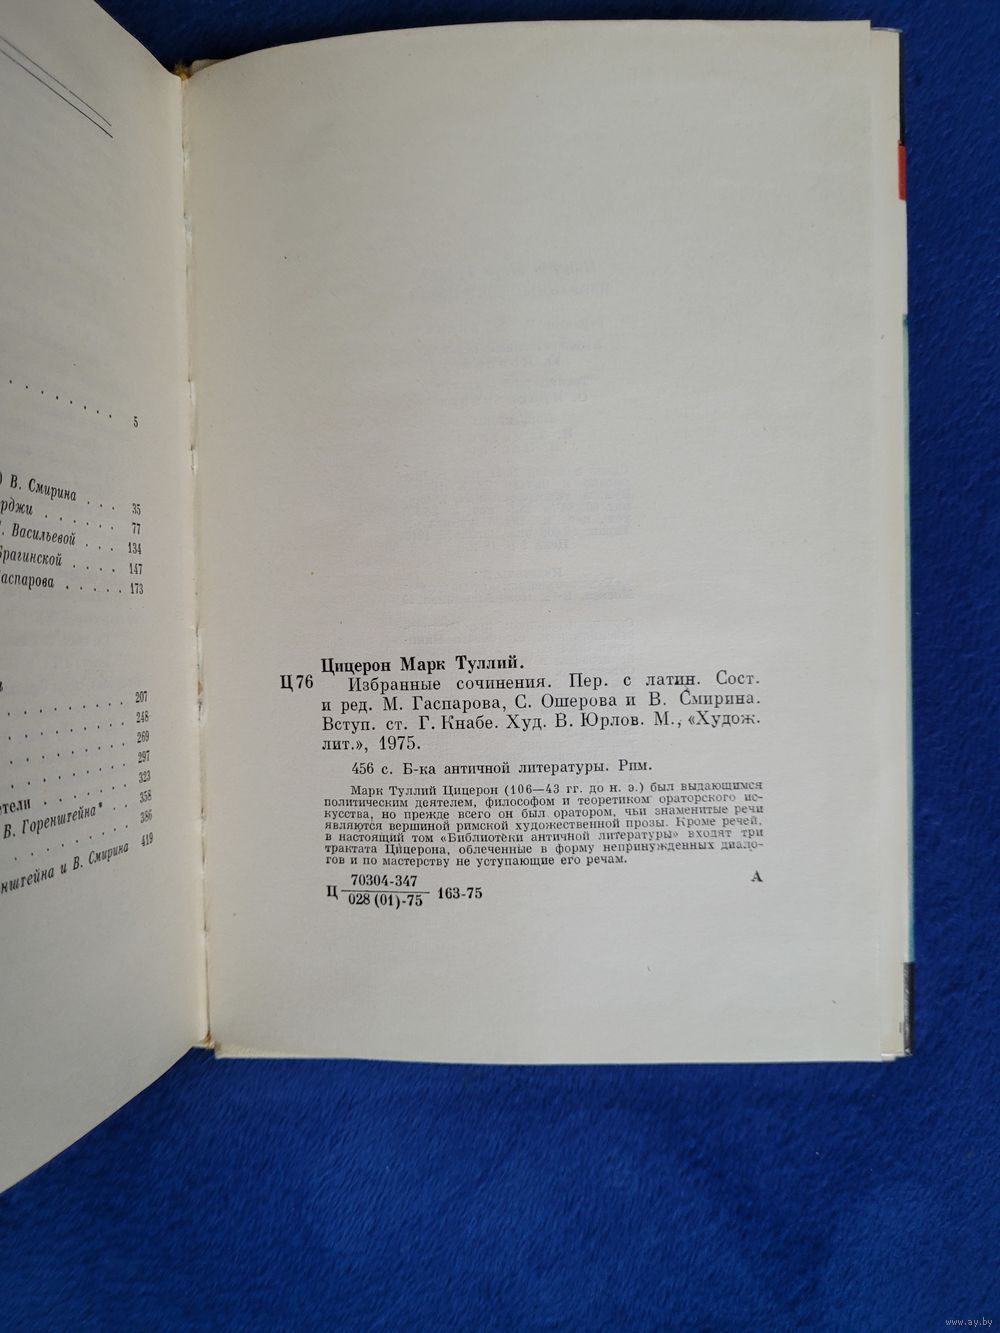 5
В. Смирина . . . 35
77
Васильевой . . . 134
147
173
207
248
269
297
323
В. Горенштейна* . . 358
386
и В. Смирина 419
Цицерон Марк Туллий.
Ц76 Избранные сочинения. Пер. с латин. Сост.
и ред. М. Гаспарова, С. Ошерова и В. Смирина.
Вступ. ст. Г. Кнабе. Худ. В. Юрлов. М., «Худож.
лит.», 1975.
456 с. Б-ка античной литературы. Рим.
Марк Туллий Цицерон (106—43 гг. до н. э.) был выдающимся
политическим деятелем, философом и теоретиком ораторского ис-
кусства, но прежде всего он был оратором, чьи знаменитые речи
являются вершиной римской художественной прозы. Кроме речей,
в настоящий том «Библиотеки античной литературы» входят три
трактата Цицерона, облеченные в форму непринужденных диало-
гов и по мастерству не уступающие его речам.
70304-347
Ц 163-75
028 (01)-75
А
www.ay.by